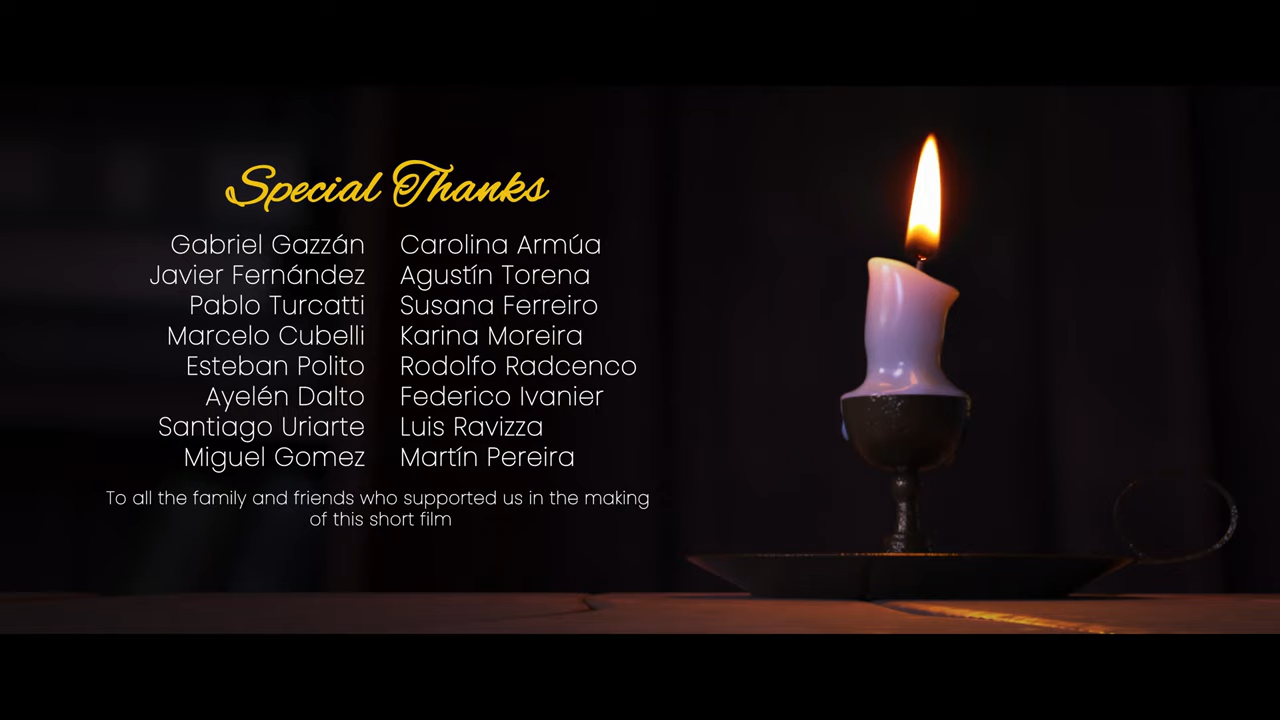 Special Thanks
Gabriel Gazzán Carolina Armúa
Javier Fernández Agustín Torena
Pablo Turcatti Susana Ferreiro
Marcelo Cubelli Karina Moreira
Esteban Polito Rodolfo Radcenco
Ayelén Dalto Federico Ivanier
Santiago Uriarte Luis Ravizza
Miguel Gomez Martín Pereira
To all the family and friends who supported us in the making
of this short film